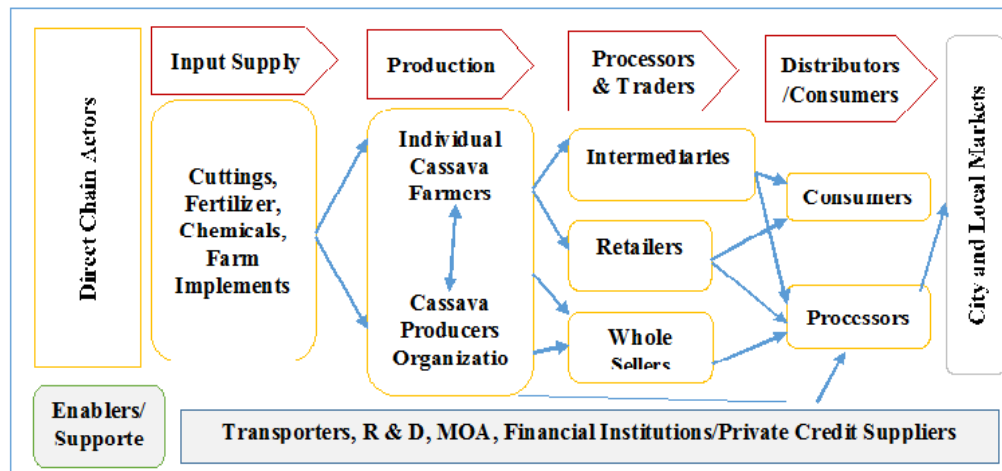 Direct Chain Actors
Input Supply
Production
Processors
& Traders
Distributors
/Consumers
Cuttings,
Fertilizer,
Chemicals,
Farm
Implements
Individual
Cassava
Farmers
Cassava
Producers
Organizatio
Intermediaries
Retailers
Whole
Sellers
Consumers
Processors
City and Local Markets
Enablers/
Supporte
Transporters, R & D, MOA, Financial Institutions/Private Credit Suppliers